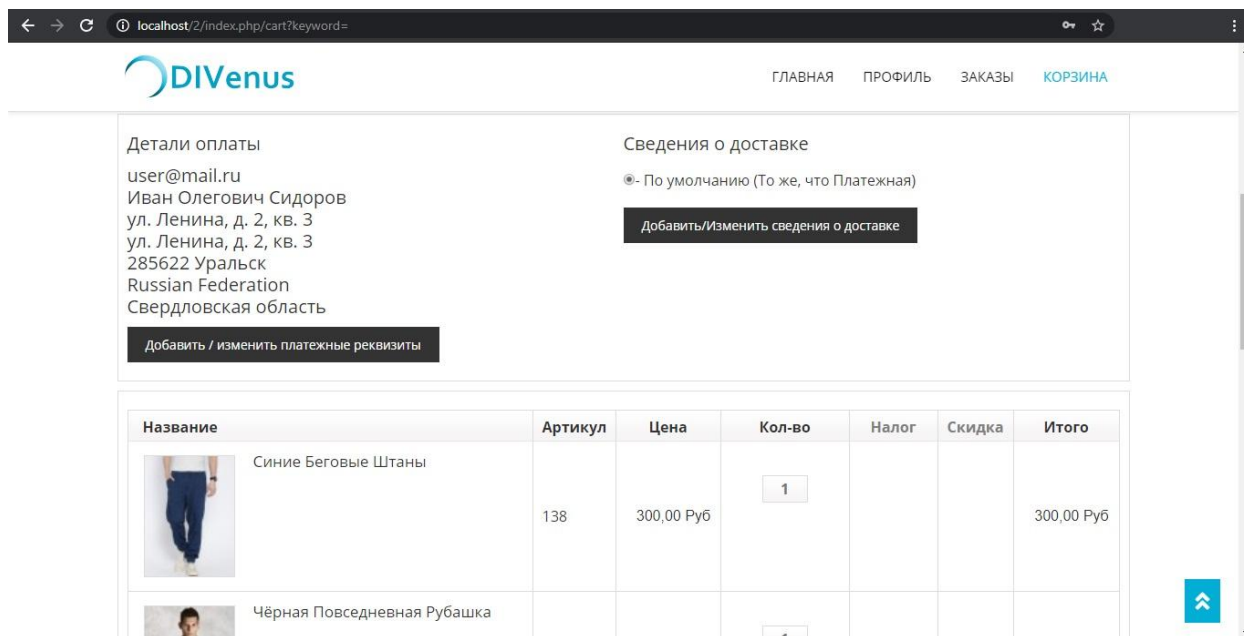 localhost/2/index.php/cart?keyword=
DIVenus
ГЛАВНАЯ ПРОФИЛЬ ЗАКАЗЫ КОРЗИНА
Детали оплаты
user@mail.ru
Иван Олегович Сидоров
ул. Ленина, д. 2, кв. 3
ул. Ленина, д. 2, кв. 3
285622 Уральск
Russian Federation
Свердловская область
Добавить / изменить платежные реквизиты
Сведения о доставке
- По умолчанию (То же, что Платежная)
Добавить/Изменить сведения о доставке
Название Артикул Цена Кол-во Налог Скидка Итого
Синие Беговые Штаны
138 300,00 Руб 1 300,00 Руб
Чёрная Повседневная Рубашка